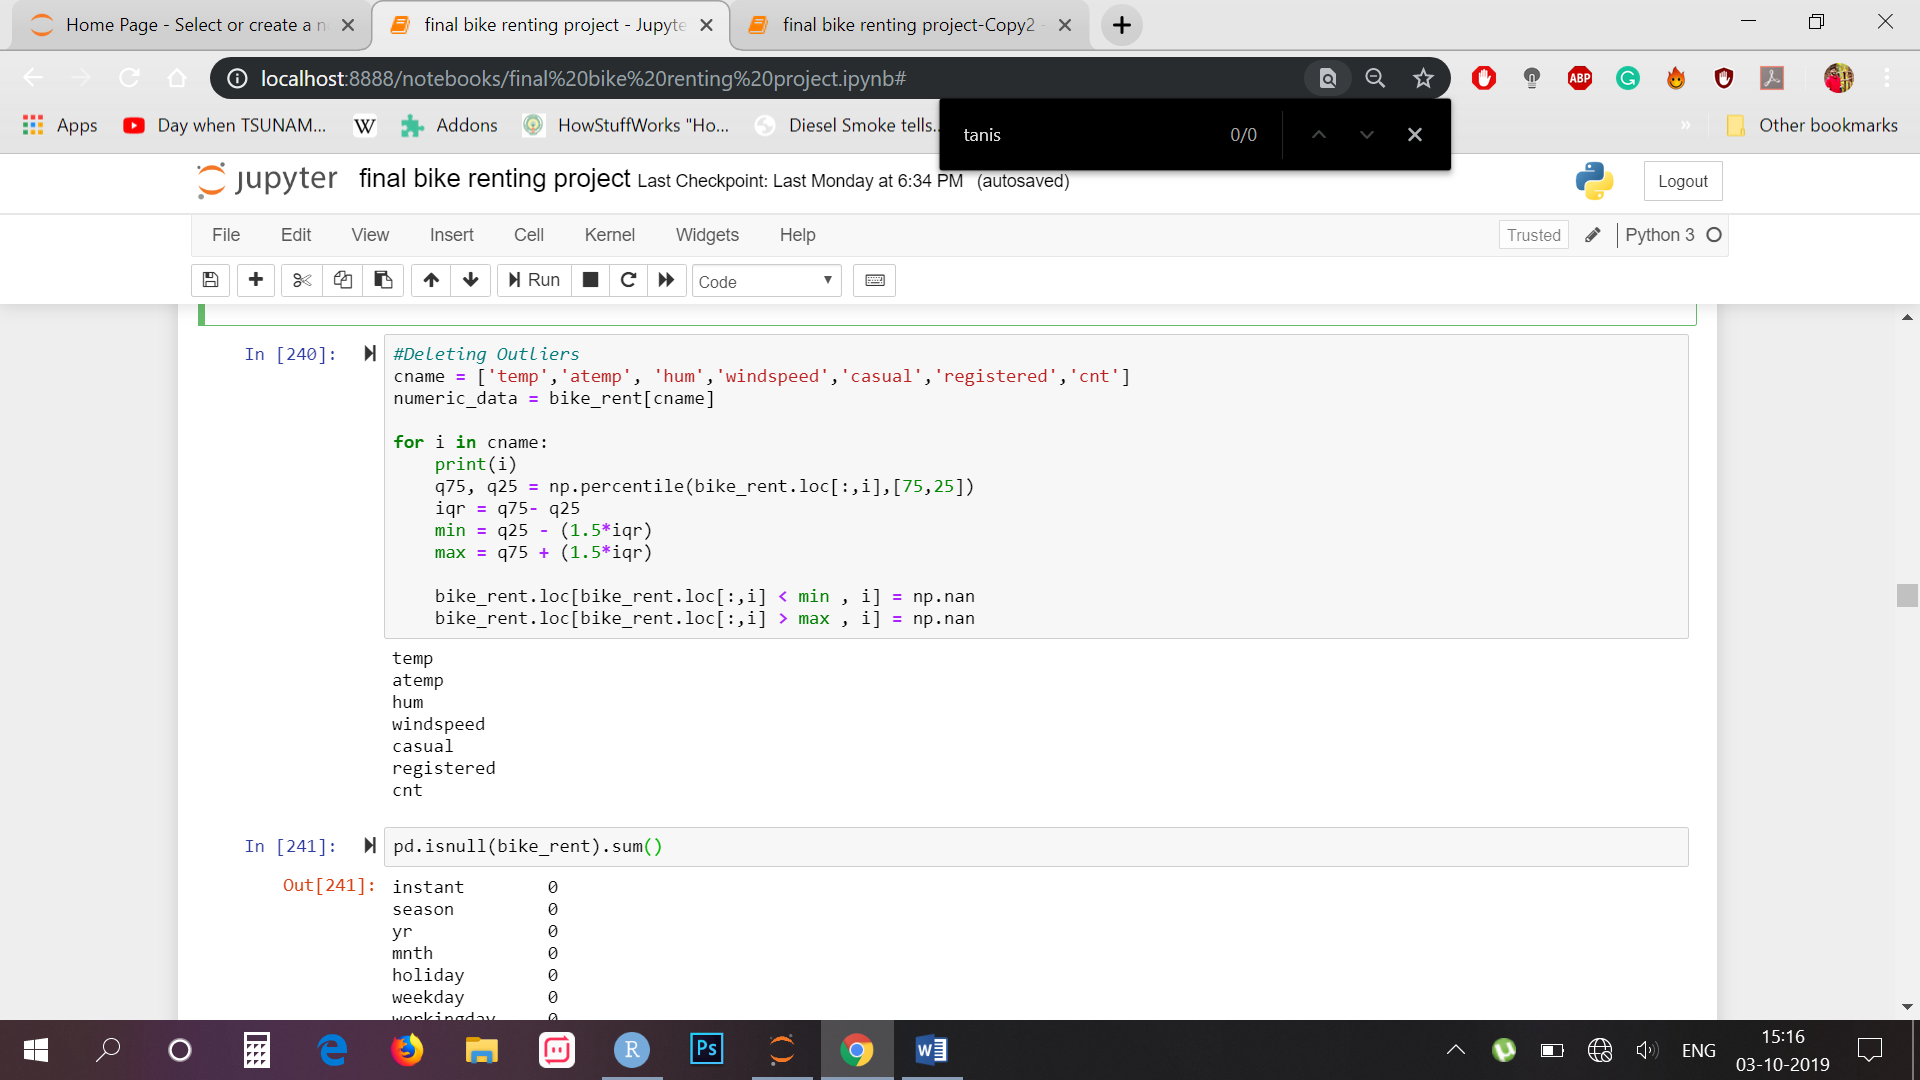 Home Page - Select or create a n
final bike renting project - Jupyte
final bike renting project-Copy2 -
localhost:8888/notebooks/final%20bike%20renting%20project.ipynb#
ABP
Apps
Day when TSUNAM...
W
Addons
HowStuffWorks "Ho...
Diesel Smoke tells...
»
Other bookmarks
tanis
0/0
jupyter
final bike renting project Last Checkpoint: Last Monday at 6:34 PM (autosaved)
Logout
File Edit View Insert Cell Kernel Widgets Help
Trusted
Python 3
Run
Code
In [240]:
#Deleting Outliers
cname = ['temp','atemp', 'hum','windspeed','casual','registered','cnt']
numeric_data = bike_rent[cname]
for i in cname:
    print(i)
    q75, q25 = np.percentile(bike_rent.loc[:,i],[75,25])
    iqr = q75- q25
    min = q25 - (1.5*iqr)
    max = q75 + (1.5*iqr)
    bike_rent.loc[bike_rent.loc[:,i] < min , i] = np.nan
    bike_rent.loc[bike_rent.loc[:,i] > max , i] = np.nan
temp
atemp
hum
windspeed
casual
registered
cnt
In [241]:
pd.isnull(bike_rent).sum()
Out[241]:
instant 0
season 0
yr 0
mnth 0
holiday 0
weekday 0
workingday 0
R
Ps
ENG
15:16
03-10-2019